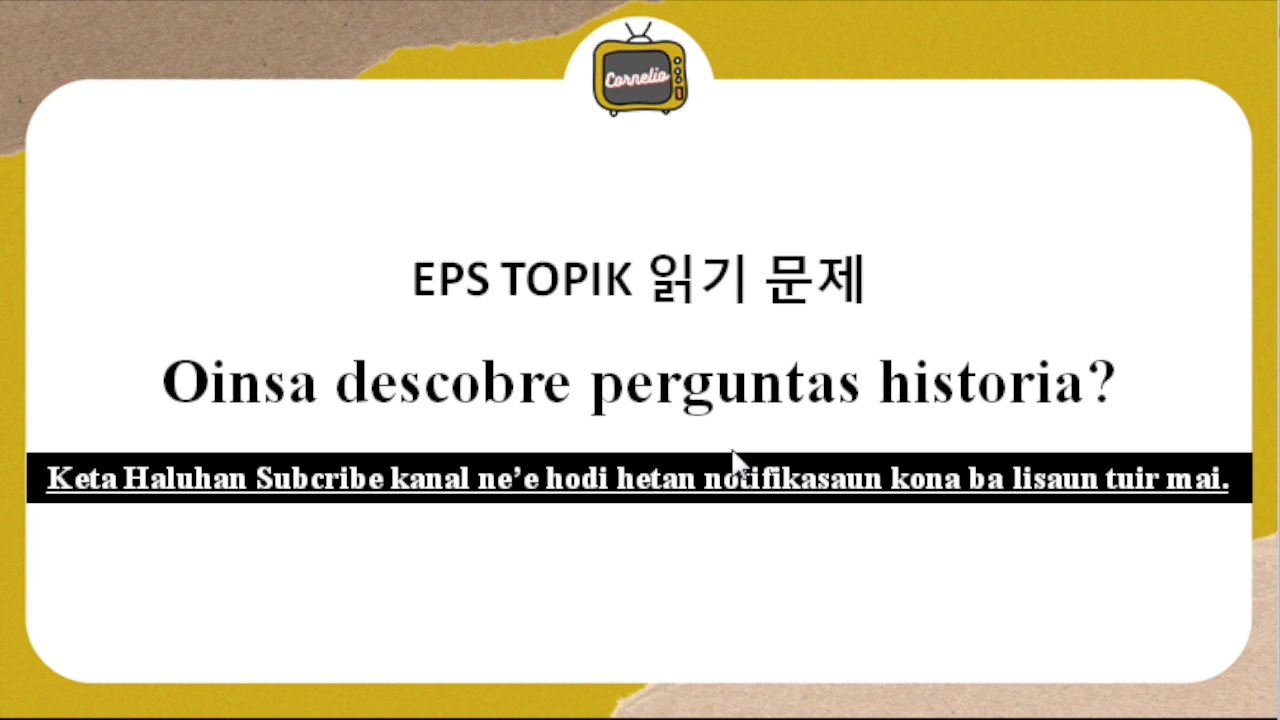 Cornelio
EPS TOPIK 읽기 문제
Oinsa descobre perguntas historia?
Keta Haluhan Subcribe kanal ne’e hodi hetan notifikasaun kona ba lisaun tuir mai.